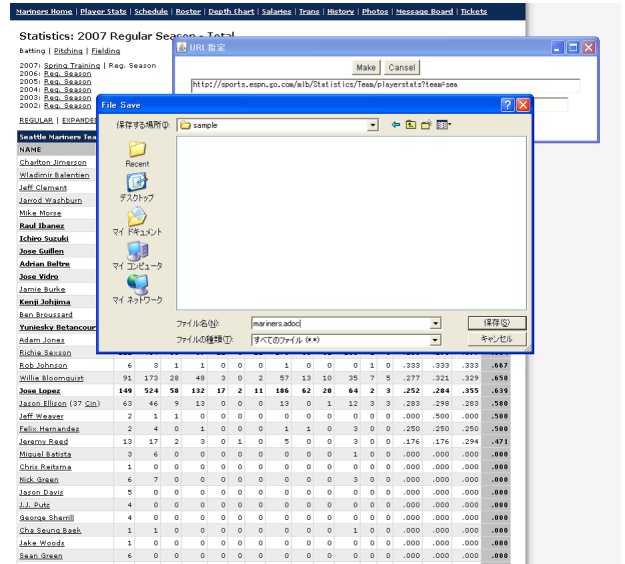 Mariners Home | Player Stats | Schedule | Roster | Depth Chart | Salaries | Trans | History | Photos | Message Board | Tickets
Statistics: 2007 Regular Season - Total
Batting | Pitching | Fielding
2007: Spring Training | Reg. Season
2006: Reg. Season
2005: Reg. Season
2004: Reg. Season
2003: Reg. Season
2002: Reg. Season
REGULAR | EXPANDED
URL 指定
Make Cansel
http://sports.espn.go.com/mlb/Statistics/Team/playerstats?team=sea
File Save
保存する場所(I): sample
Recent
デスクトップ
マイ ドキュメント
マイ コンピュータ
マイ ネットワーク
ファイル名(N): mariners.adoc 保存(S)
ファイルの種類(T): すべてのファイル (*.*) キャンセル
Seattle Mariners Tea
NAME
Charlton Jimerson
Wladimir Balentien
Jeff Clement
Jarrod Washburn
Mike Morse
Raul Ibanez
Ichiro Suzuki
Jose Guillen
Adrian Beltre
Jose Vidro
Jamie Burke
Kenji Johjima
Ben Broussard
Yuniesky Betancour
Adam Jones
Richie Sexson
Rob Johnson 6 3 1 1 0 0 0 1 0 0 0 1 0 .333 .333 .333 .667
Willie Bloomquist 91 173 28 48 3 0 2 57 13 10 35 7 5 .277 .321 .329 .650
Jose Lopez 149 524 58 132 17 2 11 186 62 20 64 2 3 .252 .284 .355 .639
Jason Ellison (37 Cin) 63 46 9 13 0 0 0 13 0 1 12 3 3 .283 .298 .283 .580
Jeff Weaver 2 1 1 0 0 0 0 0 0 0 0 0 0 .000 .500 .000 .500
Felix Hernandez 2 4 0 1 0 0 0 1 1 0 3 0 0 .250 .250 .250 .500
Jeremy Reed 13 17 2 3 0 1 0 5 0 0 3 0 0 .176 .176 .294 .471
Miguel Batista 3 6 0 0 0 0 0 0 0 0 1 0 0 .000 .000 .000 .000
Chris Reitsma 1 0 0 0 0 0 0 0 0 0 0 0 0 .000 .000 .000 .000
Nick Green 6 7 0 0 0 0 0 0 0 0 3 0 0 .000 .000 .000 .000
Jason Davis 5 0 0 0 0 0 0 0 0 0 0 0 0 .000 .000 .000 .000
J.J. Putz 4 0 0 0 0 0 0 0 0 0 0 0 0 .000 .000 .000 .000
George Sherrill 4 0 0 0 0 0 0 0 0 0 0 0 0 .000 .000 .000 .000
Cha Seung Baek 1 1 0 0 0 0 0 0 0 0 1 0 0 .000 .000 .000 .000
Jake Woods 1 0 0 0 0 0 0 0 0 0 0 0 0 .000 .000 .000 .000
Sean Green 6 0 0 0 0 0 0 0 0 0 0 0 0 .000 .000 .000 .000